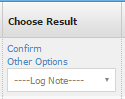 Choose Result
Confirm
Other Options
----Log Note----